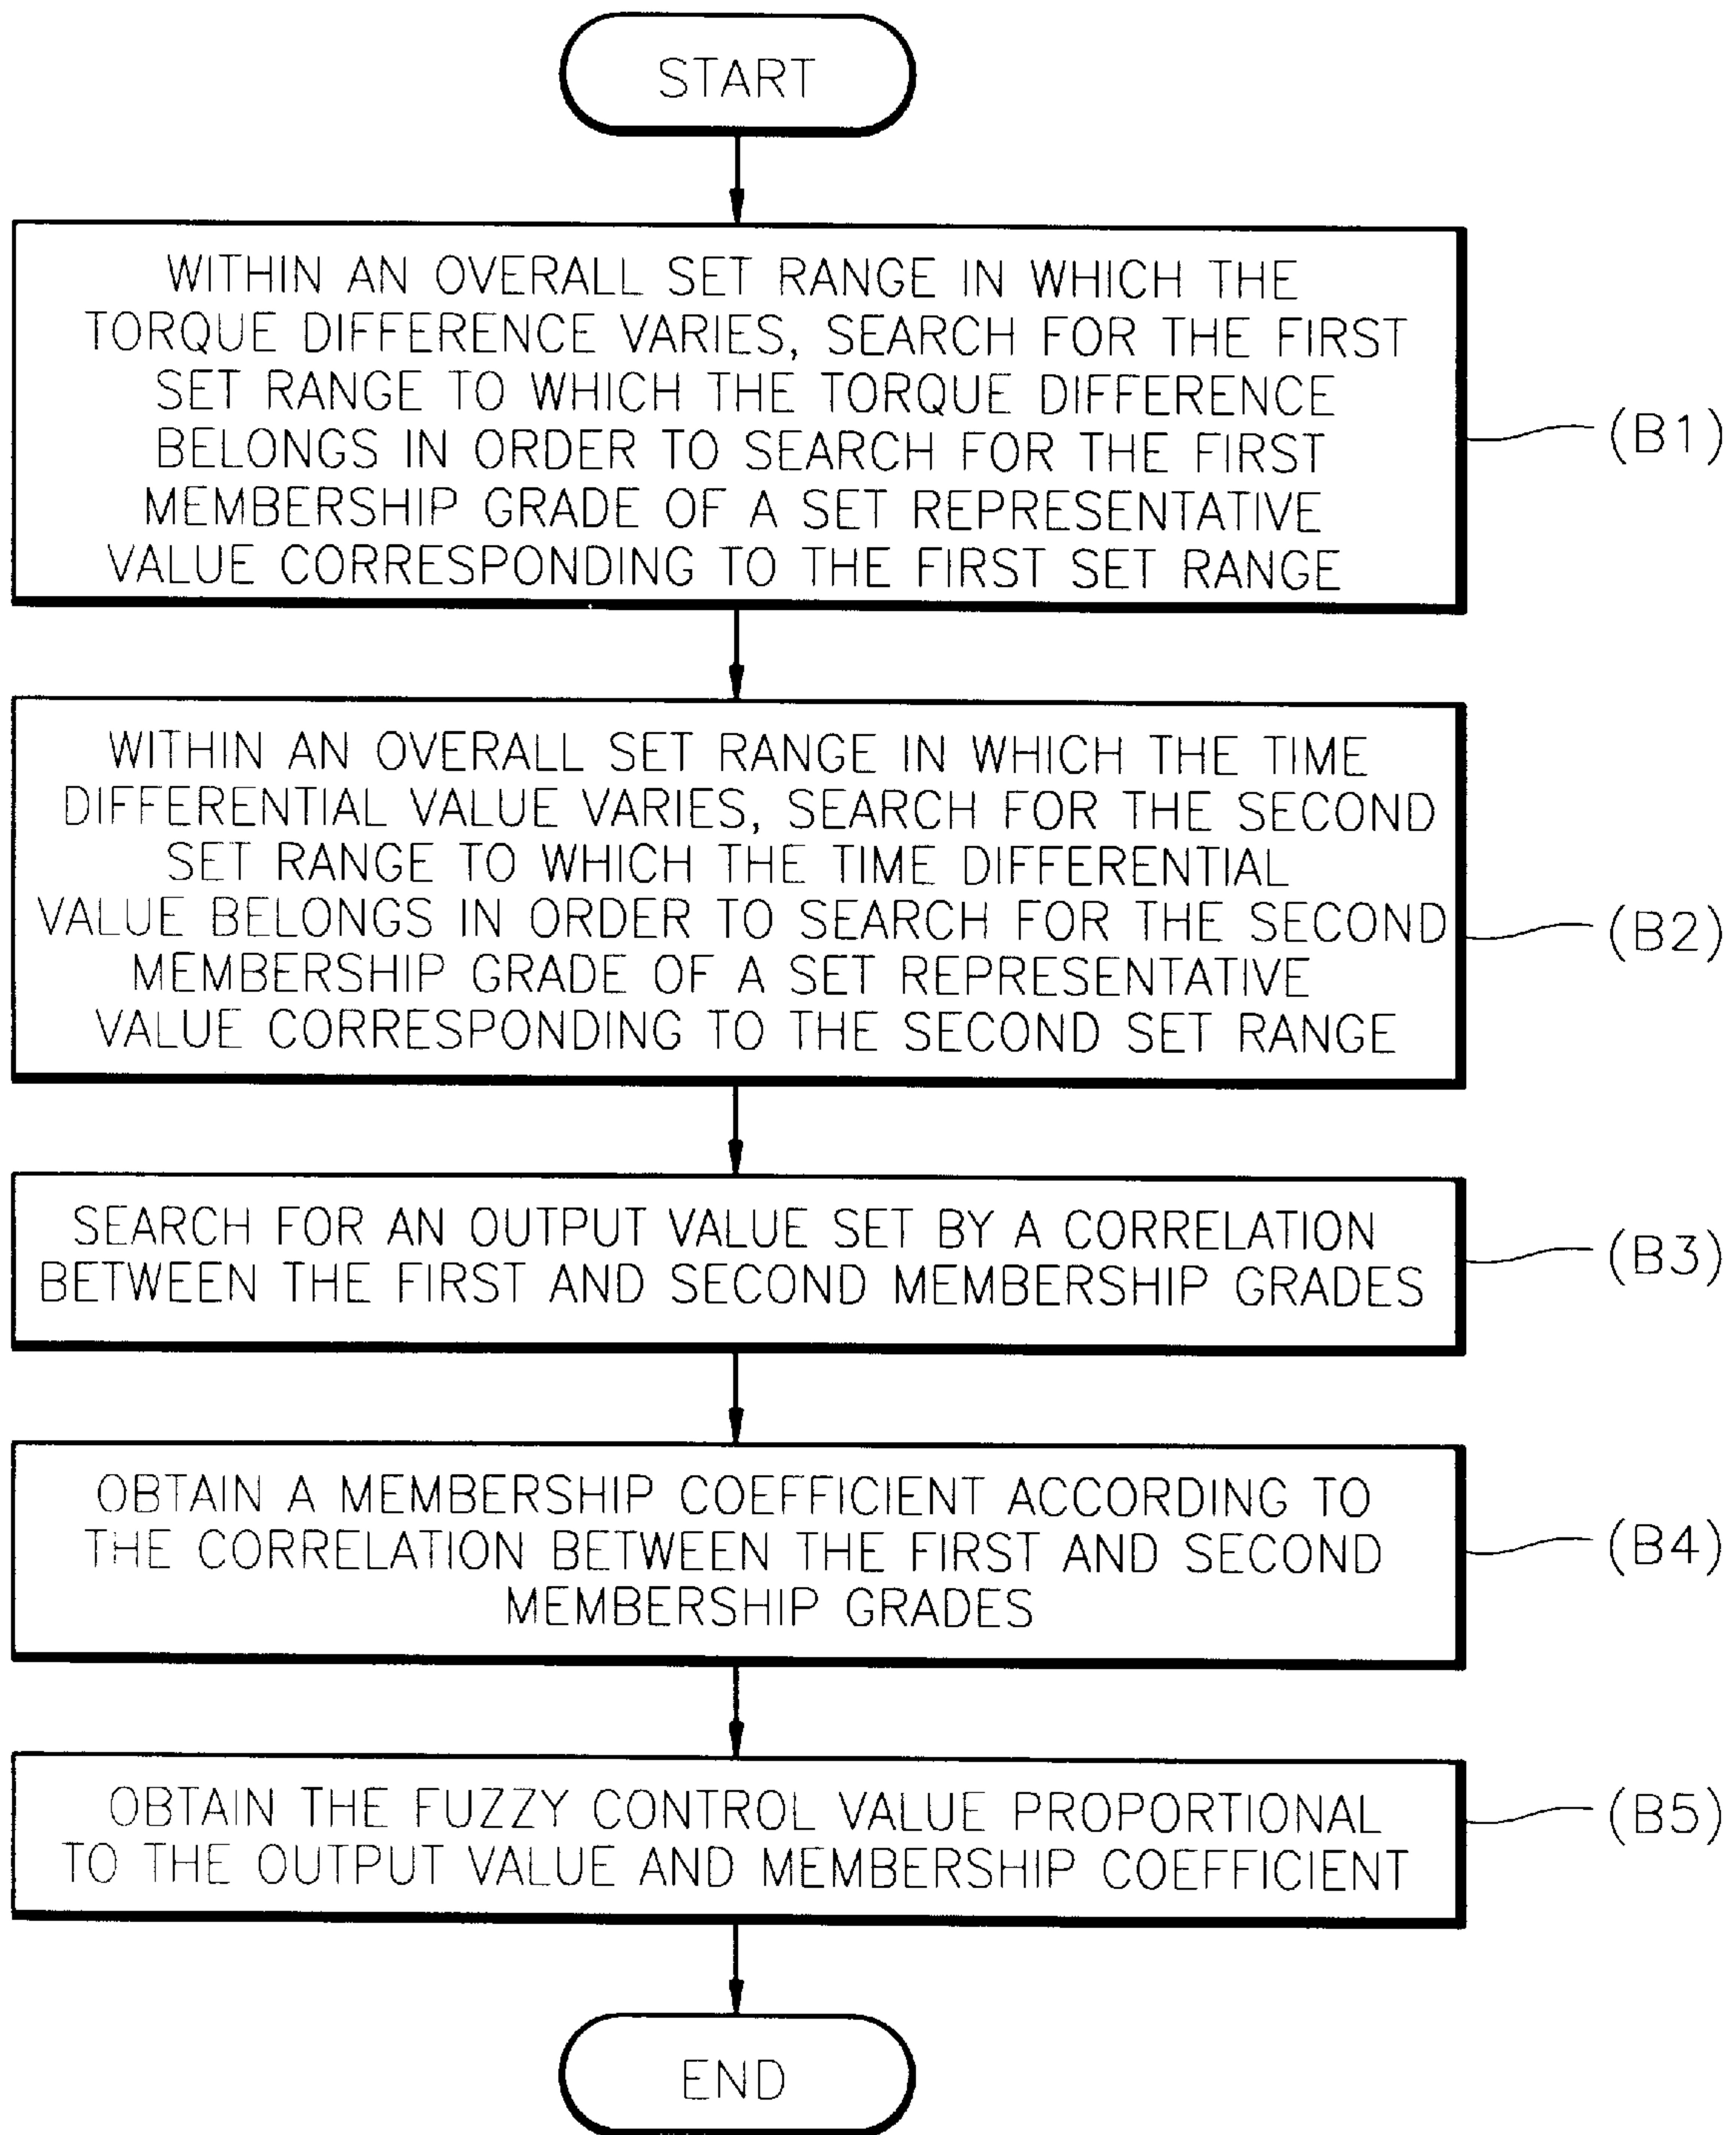 START
WITHIN AN OVERALL SET RANGE IN WHICH THE
TORQUE DIFFERENCE VARIES, SEARCH FOR THE FIRST
SET RANGE TO WHICH THE TORQUE DIFFERENCE
BELONGS IN ORDER TO SEARCH FOR THE FIRST
MEMBERSHIP GRADE OF A SET REPRESENTATIVE
VALUE CORRESPONDING TO THE FIRST SET RANGE
(B1)
WITHIN AN OVERALL SET RANGE IN WHICH THE TIME
DIFFERENTIAL VALUE VARIES, SEARCH FOR THE SECOND
SET RANGE TO WHICH THE TIME DIFFERENTIAL
VALUE BELONGS IN ORDER TO SEARCH FOR THE SECOND
MEMBERSHIP GRADE OF A SET REPRESENTATIVE
VALUE CORRESPONDING TO THE SECOND SET RANGE
(B2)
SEARCH FOR AN OUTPUT VALUE SET BY A CORRELATION
BETWEEN THE FIRST AND SECOND MEMBERSHIP GRADES
(B3)
OBTAIN A MEMBERSHIP COEFFICIENT ACCORDING TO
THE CORRELATION BETWEEN THE FIRST AND SECOND
MEMBERSHIP GRADES
(B4)
OBTAIN THE FUZZY CONTROL VALUE PROPORTIONAL
TO THE OUTPUT VALUE AND MEMBERSHIP COEFFICIENT
(B5)
END